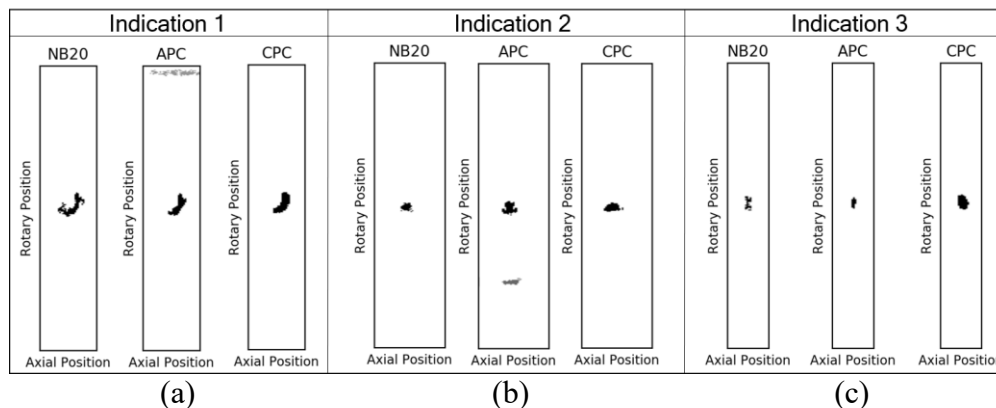 Indication 1
Indication 2
Indication 3
NB20
APC
CPC
NB20
APC
CPC
NB20
APC
CPC
Rotary Position
Rotary Position
Rotary Position
Rotary Position
Rotary Position
Rotary Position
Rotary Position
Rotary Position
Rotary Position
Axial Position
Axial Position
Axial Position
Axial Position
Axial Position
Axial Position
Axial Position
Axial Position
Axial Position
(a)
(b)
(c)